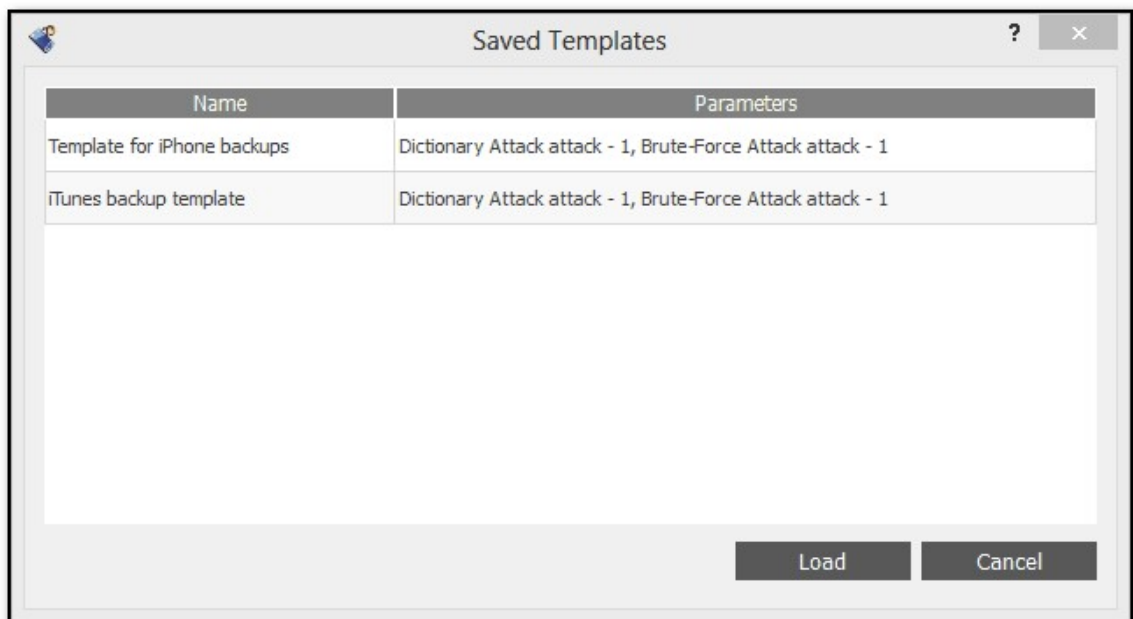 Saved Templates ? ×
Name Parameters
Template for iPhone backups Dictionary Attack attack - 1, Brute-Force Attack attack - 1
iTunes backup template Dictionary Attack attack - 1, Brute-Force Attack attack - 1
Load Cancel